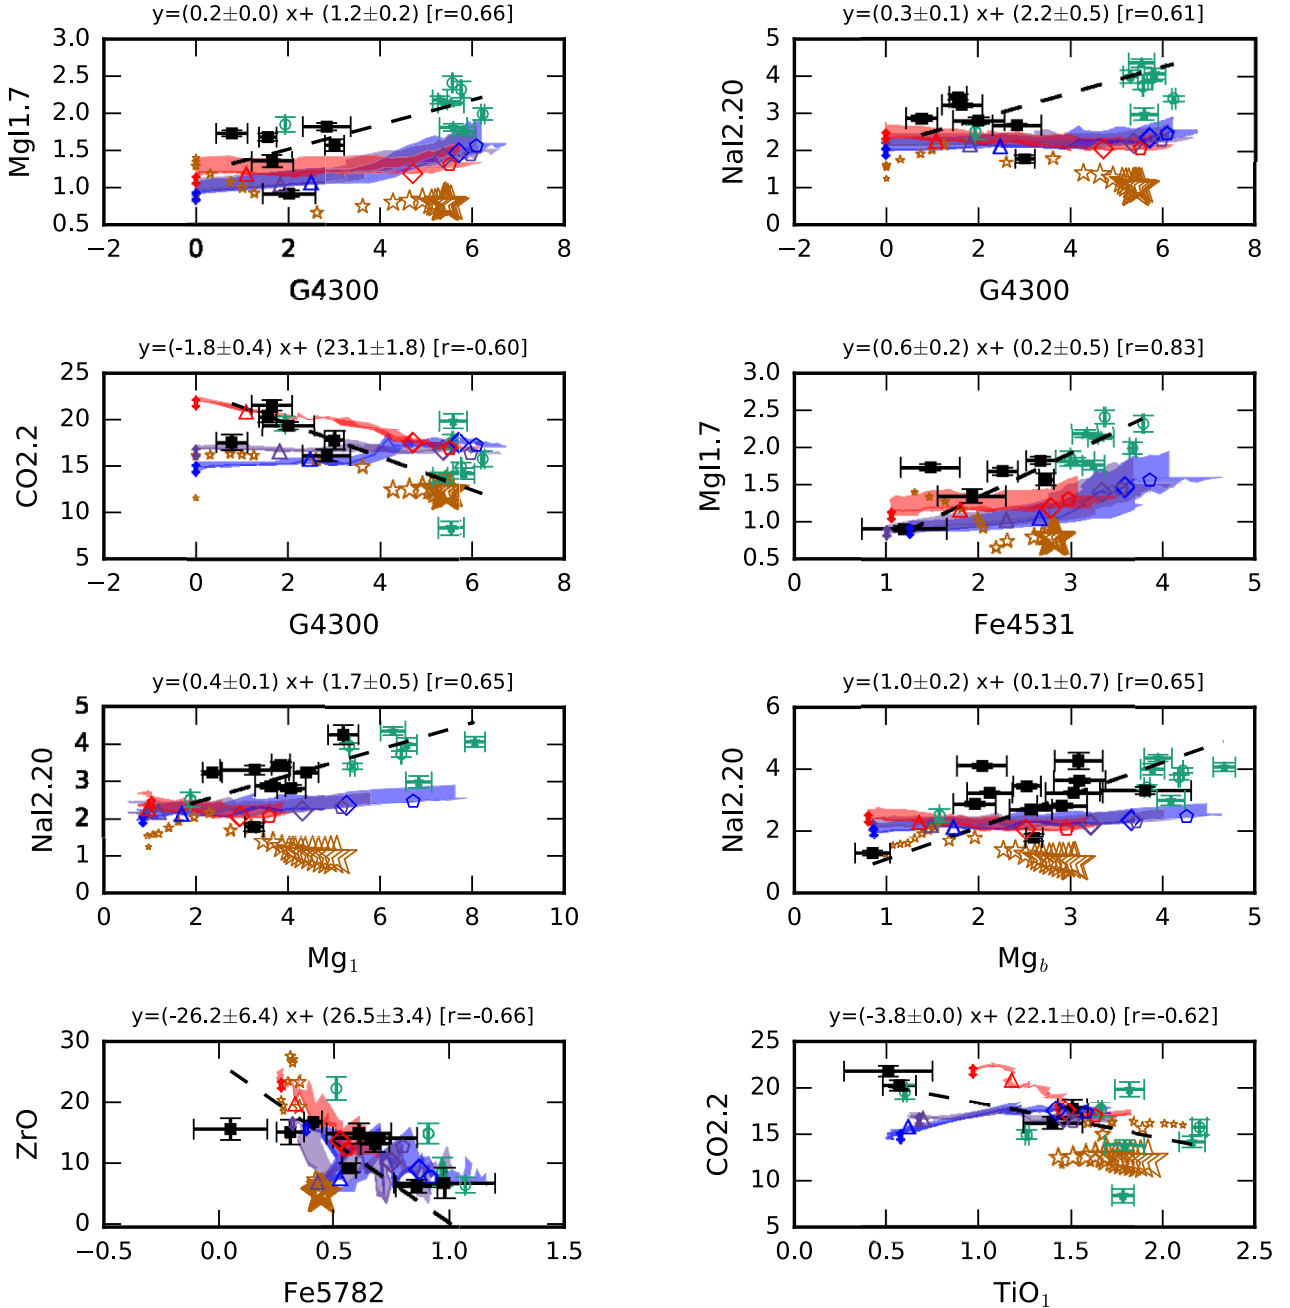 y=(0.2±0.0) x+ (1.2±0.2) [r=0.66]
MgI1.7
3.0
2.5
2.0
1.5
1.0
0.5
−2 0 2 4 6 8
G4300
y=(0.3±0.1) x+ (2.2±0.5) [r=0.61]
NaI2.20
5
4
3
2
1
0
−2 0 2 4 6 8
G4300
y=(-1.8±0.4) x+ (23.1±1.8) [r=-0.60]
CO2.2
25
20
15
10
5
−2 0 2 4 6 8
G4300
y=(0.6±0.2) x+ (0.2±0.5) [r=0.83]
MgI1.7
3.0
2.5
2.0
1.5
1.0
0.5
0 1 2 3 4 5
Fe4531
y=(0.4±0.1) x+ (1.7±0.5) [r=0.65]
NaI2.20
5
4
3
2
1
0
0 2 4 6 8 10
Mg1
y=(1.0±0.2) x+ (0.1±0.7) [r=0.65]
NaI2.20
6
4
2
0
0 1 2 3 4 5
Mgb
y=(-26.2±6.4) x+ (26.5±3.4) [r=-0.66]
ZrO
30
20
10
0
−0.5 0.0 0.5 1.0 1.5
Fe5782
y=(-3.8±0.0) x+ (22.1±0.0) [r=-0.62]
CO2.2
25
20
15
10
5
0.0 0.5 1.0 1.5 2.0 2.5
TiO1